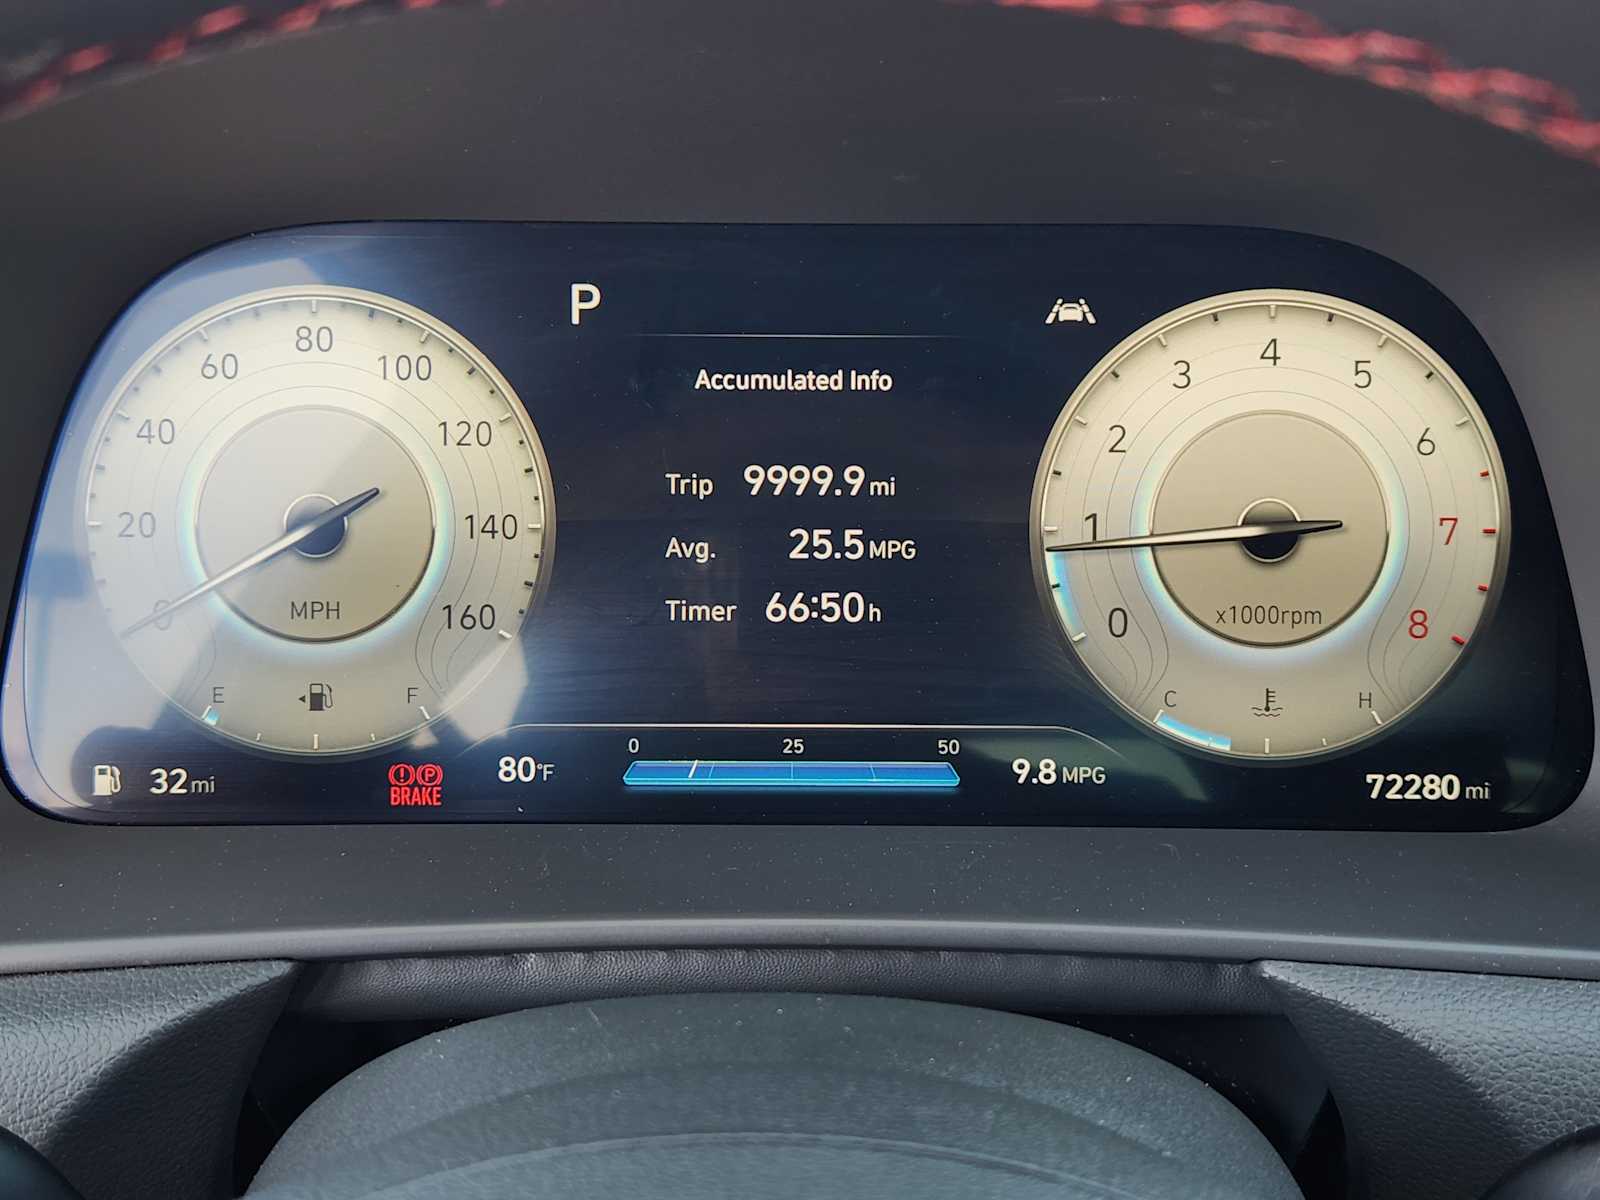 P
Accumulated Info
Trip 9999.9 mi
Avg. 25.5 MPG
Timer 66:50 h
0 20 40 60 80 100 120 140 160
MPH
E F
0 1 2 3 4 5 6 7 8
x1000rpm
C H
32 mi
P
BRAKE
80°F
0 25 50
9.8 MPG
72280 mi